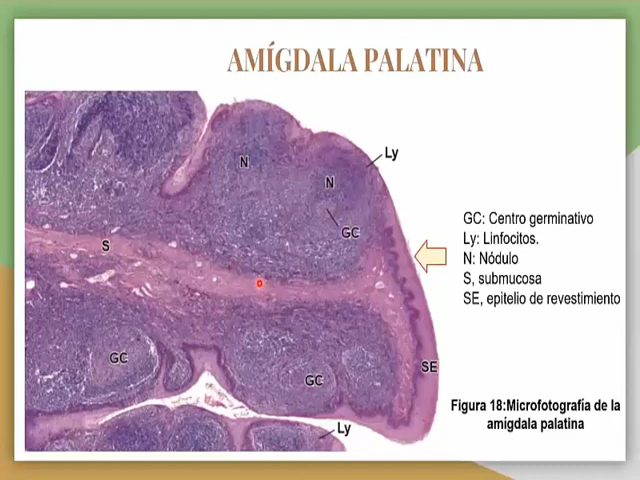 AMÍGDALA PALATINA
Ly
N
N
GC
S
GC
GC
SE
Ly
GC: Centro germinativo
Ly: Linfocitos.
N: Nódulo
S, submucosa
SE, epitelio de revestimiento
Figura 18:Microfotografía de la
amígdala palatina